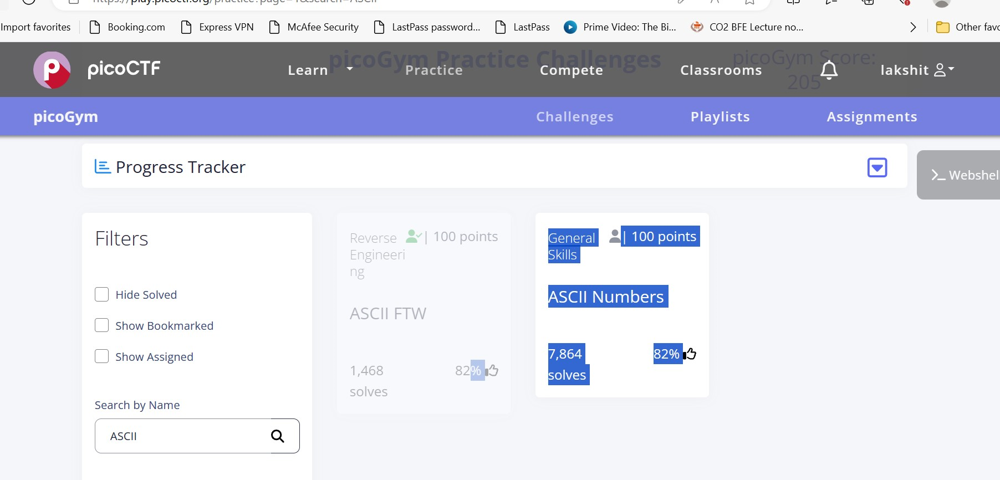 Import favorites
Booking.com
Express VPN
McAfee Security
LastPass password...
LastPass
Prime Video: The Bi...
CO2 BFE Lecture no...
picoCTF
Learn
Practice
Compete
Classrooms
lakshit
picoGym Practice Challenges
picoGym Score:
205
picoGym
Challenges
Playlists
Assignments
Progress Tracker
Filters
Hide Solved
Show Bookmarked
Show Assigned
Search by Name
ASCII
Reverse
Engineeri
ng
| 100 points
ASCII FTW
1,468
solves
82%
General
Skills
| 100 points
ASCII Numbers
7,864
solves
82%